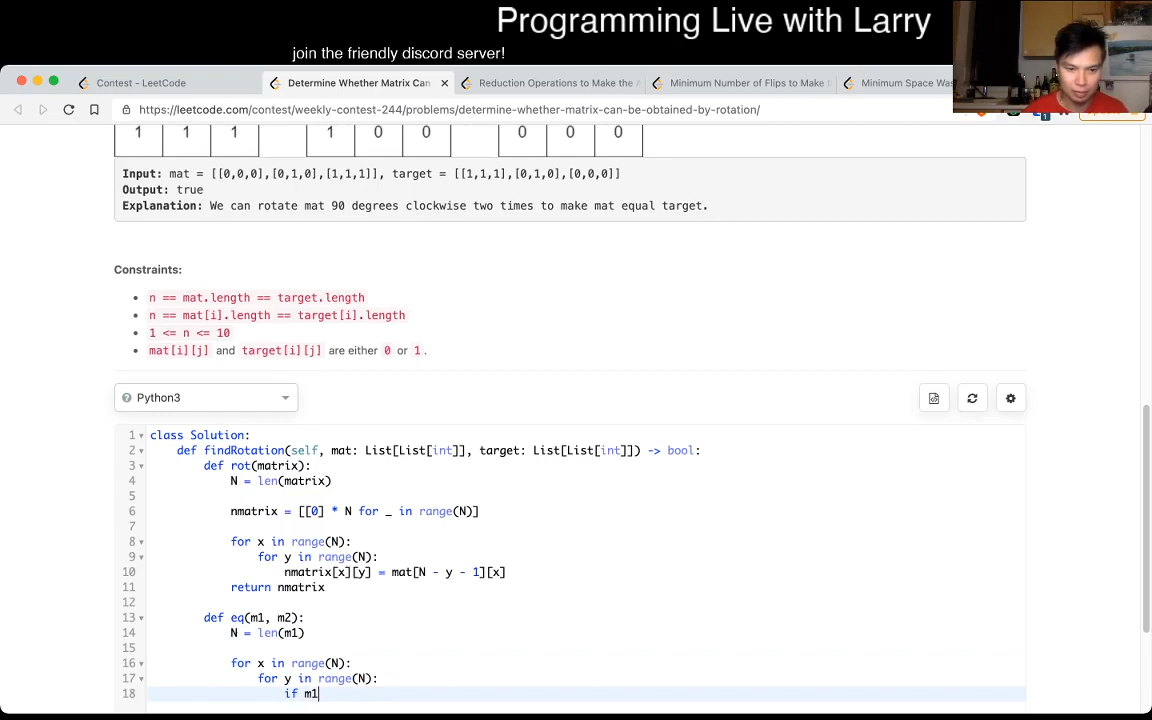 Programming Live with Larry
join the friendly discord server!
Contest - LeetCode
Determine Whether Matrix Can
Reduction Operations to Make the A
Minimum Number of Flips to Make t
Minimum Space Was
https://leetcode.com/contest/weekly-contest-244/problems/determine-whether-matrix-can-be-obtained-by-rotation/
1 1 1 1 0 0 0 0 0
Input: mat = [[0,0,0],[0,1,0],[1,1,1]], target = [[1,1,1],[0,1,0],[0,0,0]]
Output: true
Explanation: We can rotate mat 90 degrees clockwise two times to make mat equal target.
Constraints:
• n == mat.length == target.length
• n == mat[i].length == target[i].length
• 1 <= n <= 10
• mat[i][j] and target[i][j] are either 0 or 1.
Python3
1 class Solution:
2 def findRotation(self, mat: List[List[int]], target: List[List[int]]) -> bool:
3 def rot(matrix):
4 N = len(matrix)
5
6 nmatrix = [[0] * N for _ in range(N)]
7
8 for x in range(N):
9 for y in range(N):
10 nmatrix[x][y] = mat[N - y - 1][x]
11 return nmatrix
12
13 def eq(m1, m2):
14 N = len(m1)
15
16 for x in range(N):
17 for y in range(N):
18 if m1